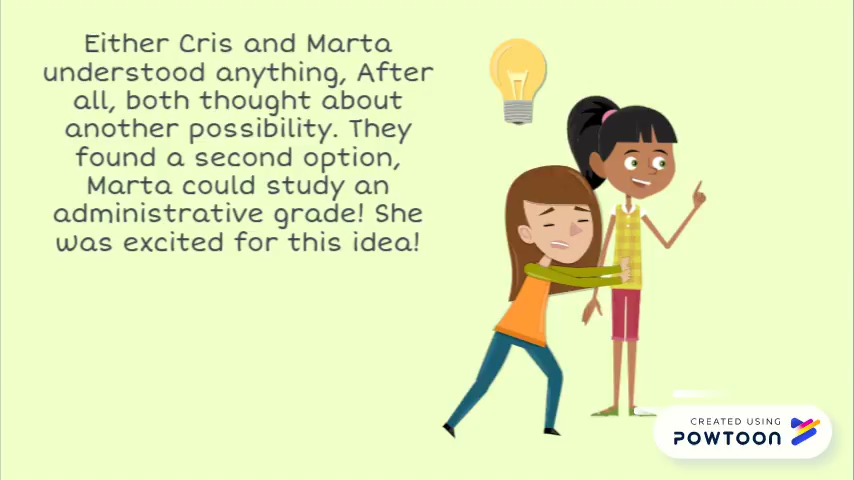 Either Cris and Marta
understood anything, After
all, both thought about
another possibility. They
found a second option,
Marta could study an
administrative grade! She
was excited for this idea!
CREATED USING
POWTOON